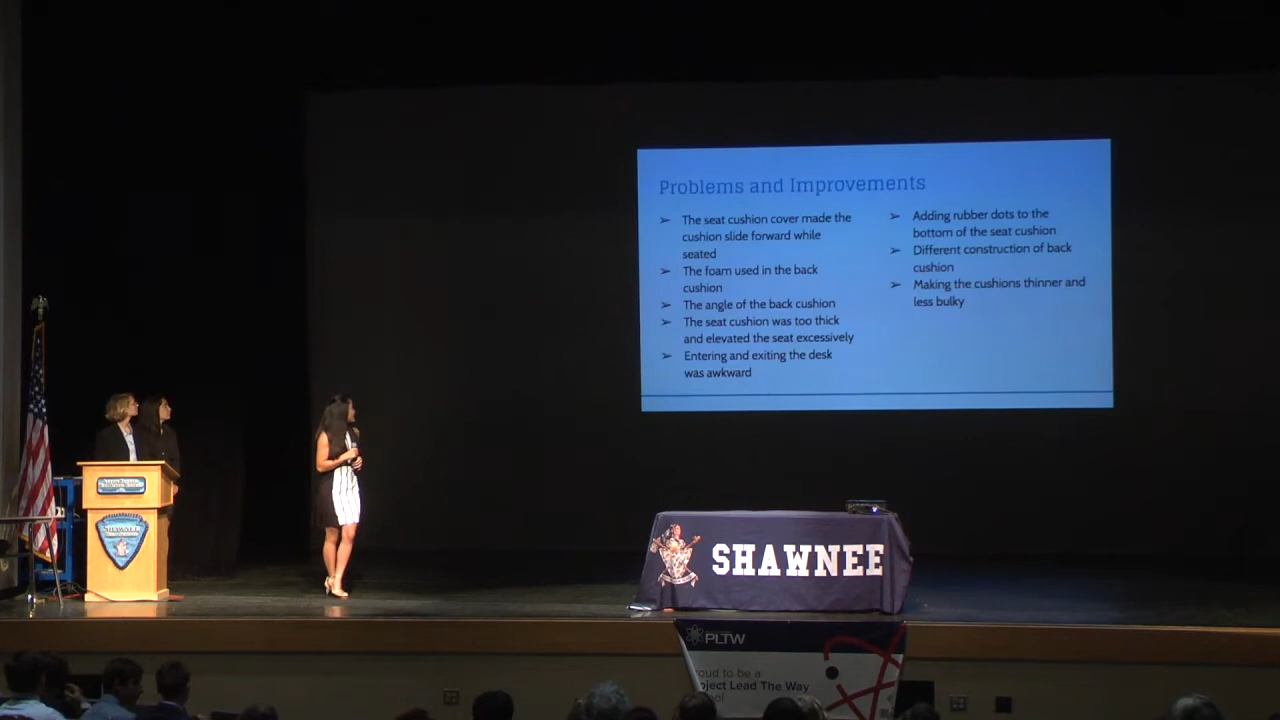 Problems and Improvements
➢ The seat cushion cover made the
cushion slide forward while
seated
➢ The foam used in the back
cushion
➢ The angle of the back cushion
➢ The seat cushion was too thick
and elevated the seat excessively
➢ Entering and exiting the desk
was awkward
➢ Adding rubber dots to the
bottom of the seat cushion
➢ Different construction of back
cushion
➢ Making the cushions thinner and
less bulky
SHAWNEE
SHAWNEE
PLTW
oud to be a
oject Lead The Way
ool